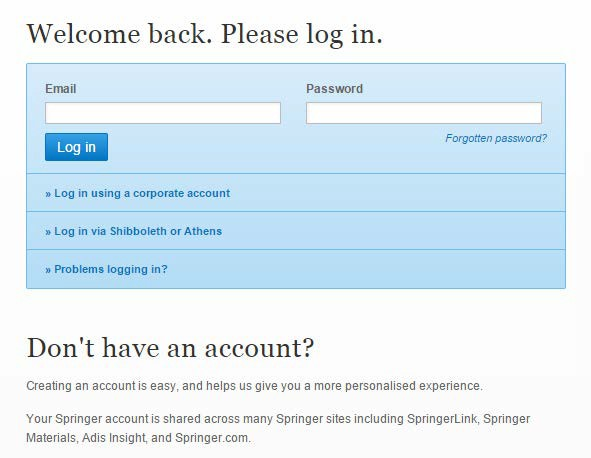 Welcome back. Please log in.
Email Password
Log in Forgotten password?
» Log in using a corporate account
» Log in via Shibboleth or Athens
» Problems logging in?
Don't have an account?
Creating an account is easy, and helps us give you a more personalised experience.
Your Springer account is shared across many Springer sites including SpringerLink, Springer
Materials, Adis Insight, and Springer.com.